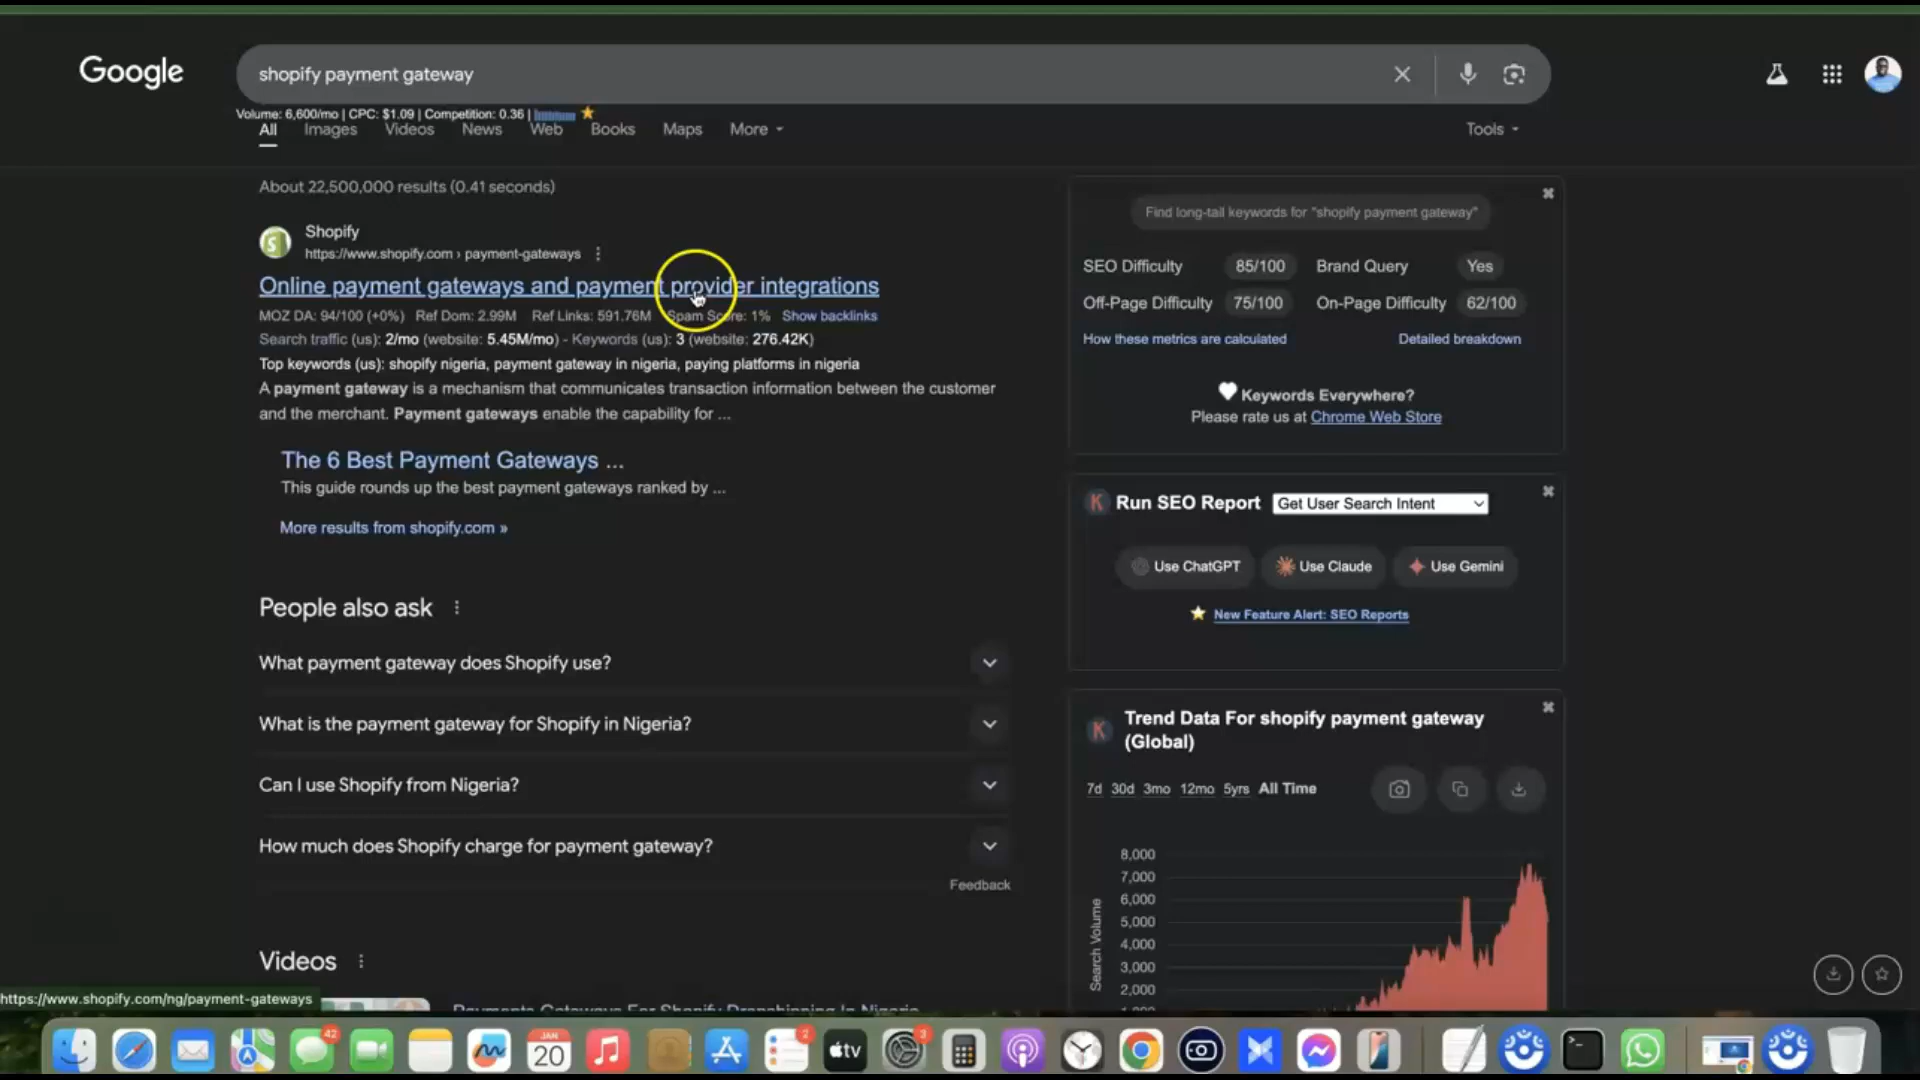 Google
shopify payment gateway
Volume: 6,600/mo | CPC: $1.09 | Competition: 0.36 |
All Images Videos News Web Books Maps More Tools
About 22,500,000 results (0.41 seconds)
Shopify
https://www.shopify.com › payment-gateways
Online payment gateways and payment provider integrations
MOZ DA: 94/100 (+0%) Ref Dom: 2.99M Ref Links: 591.76M Spam Score: 1% Show backlinks
Search traffic (us): 2/mo (website: 5.45M/mo) - Keywords (us): 3 (website: 276.42K)
Top keywords (us): shopify nigeria, payment gateway in nigeria, paying platforms in nigeria
A payment gateway is a mechanism that communicates transaction information between the customer
and the merchant. Payment gateways enable the capability for ...
The 6 Best Payment Gateways ...
This guide rounds up the best payment gateways ranked by ...
More results from shopify.com »
People also ask
What payment gateway does Shopify use?
What is the payment gateway for Shopify in Nigeria?
Can I use Shopify from Nigeria?
How much does Shopify charge for payment gateway?
Feedback
Videos
Payments Gateways For Shopify Dropshipping In Nigeria
https://www.shopify.com/ng/payment-gateways
Find long-tail keywords for "shopify payment gateway"
SEO Difficulty 85/100 Brand Query Yes
Off-Page Difficulty 75/100 On-Page Difficulty 62/100
How these metrics are calculated Detailed breakdown
Keywords Everywhere?
Please rate us at Chrome Web Store
K Run SEO Report Get User Search Intent
Use ChatGPT Use Claude Use Gemini
New Feature Alert: SEO Reports
K Trend Data For shopify payment gateway
(Global)
7d 30d 3mo 12mo 5yrs All Time
8,000
7,000
6,000
5,000
4,000
3,000
2,000
Search Volume
42
JAN
20
2
tv
3